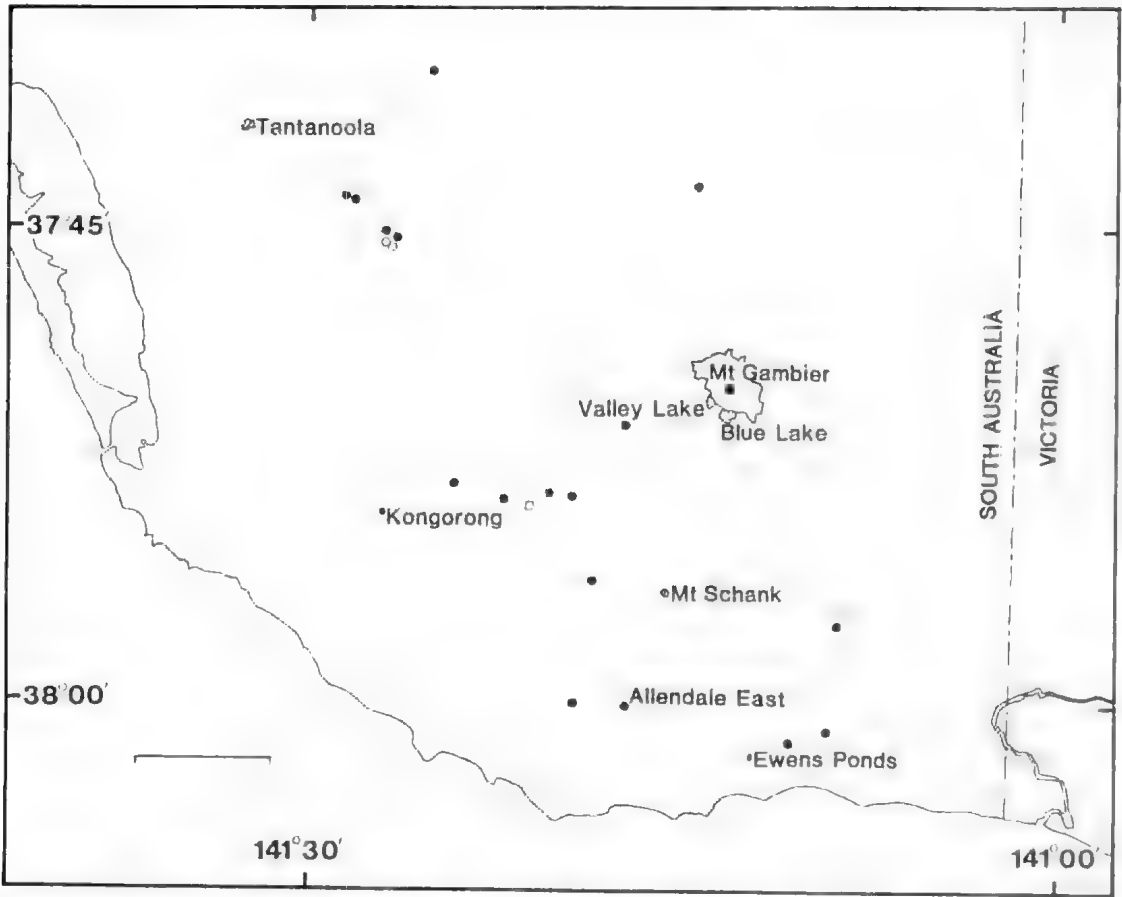 Tantanoola
37°45
Mt Gambier
Valley Lake
Blue Lake
SOUTH AUSTRALIA
VICTORIA
Kongorong
Mt Schank
38°00'
Allendale East
Ewens Ponds
141°30'
141°00'